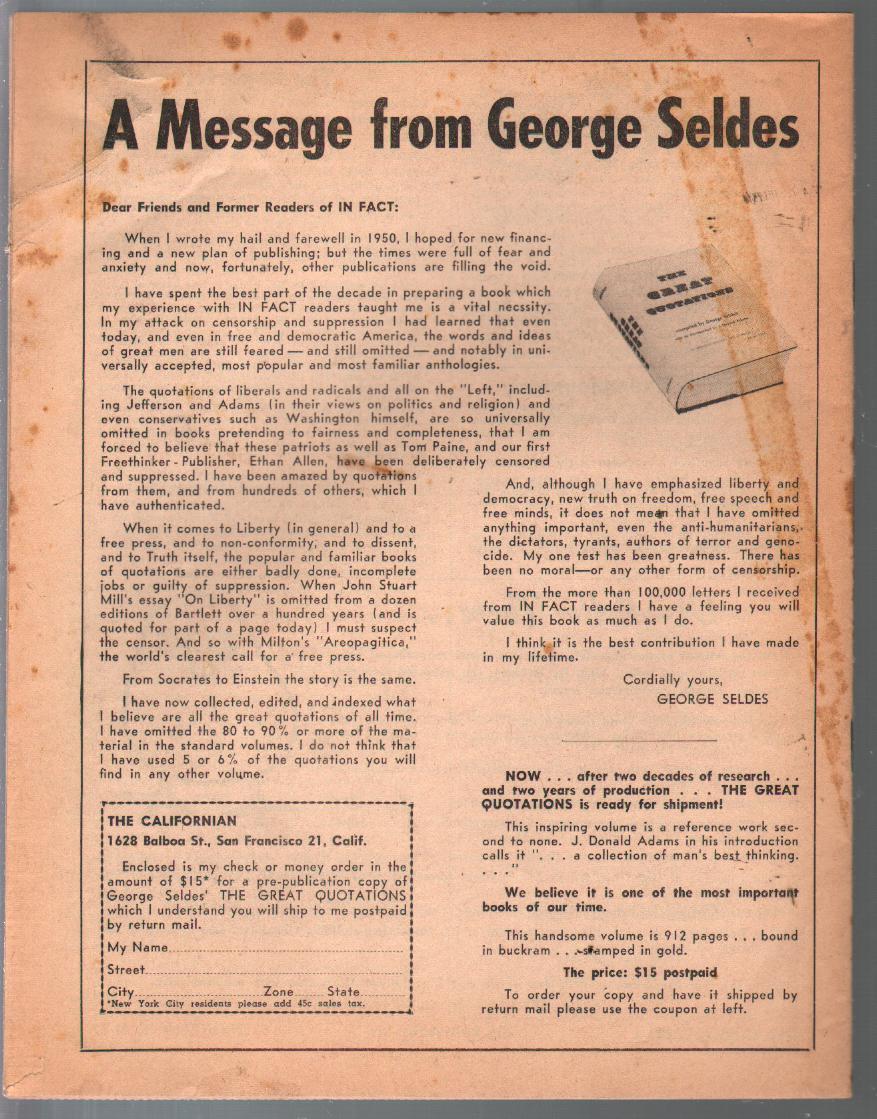 A Message from George Seldes
Dear Friends and Former Readers of IN FACT:
When I wrote my hail and farewell in 1950, I hoped for new financ-
ing and a new plan of publishing; but the times were full of fear and
anxiety and now, fortunately, other publications are filling the void.
I have spent the best part of the decade in preparing a book which
my experience with IN FACT readers taught me is a vital necssity.
In my attack on censorship and suppression I had learned that even
today, and even in free and democratic America, the words and ideas
of great men are still feared — and still omitted — and notably in uni-
versally accepted, most popular and most familiar anthologies.
The quotations of liberals and radicals and all on the "Left," includ-
ing Jefferson and Adams (in their views on politics and religion) and
even conservatives such as Washington himself, are so universally
omitted in books pretending to fairness and completeness, that I am
forced to believe that these patriots as well as Tom Paine, and our first
Freethinker - Publisher, Ethan Allen, have been deliberately censored
and suppressed. I have been amazed by quotations
from them, and from hundreds of others, which I
have authenticated.
When it comes to Liberty (in general) and to a
free press, and to non-conformity, and to dissent,
and to Truth itself, the popular and familiar books
of quotations are either badly done, incomplete
jobs or guilty of suppression. When John Stuart
Mill's essay "On Liberty" is omitted from a dozen
editions of Bartlett over a hundred years (and is
quoted for part of a page today) I must suspect
the censor. And so with Milton's "Areopagitica,"
the world's clearest call for a free press.
From Socrates to Einstein the story is the same.
I have now collected, edited, and indexed what
I believe are all the great quotations of all time.
I have omitted the 80 to 90% or more of the ma-
terial in the standard volumes. I do not think that
I have used 5 or 6% of the quotations you will
find in any other volume.
THE CALIFORNIAN
1628 Balboa St., San Francisco 21, Calif.
Enclosed is my check or money order in the
amount of $15* for a pre-publication copy of
George Seldes' THE GREAT QUOTATIONS
which I understand you will ship to me postpaid
by return mail.
My Name
Street
City Zone State
*New York City residents please add 45c sales tax.
THE
GREAT
QUOTATIONS
compiled by George Seldes
And, although I have emphasized liberty and
democracy, new truth on freedom, free speech and
free minds, it does not mean that I have omitted
anything important, even the anti-humanitarians,
the dictators, tyrants, authors of terror and geno-
cide. My one test has been greatness. There has
been no moral—or any other form of censorship.
From the more than 100,000 letters I received
from IN FACT readers I have a feeling you will
value this book as much as I do.
I think it is the best contribution I have made
in my lifetime.
Cordially yours,
GEORGE SELDES
NOW . . . after two decades of research . . .
and two years of production . . . THE GREAT
QUOTATIONS is ready for shipment!
This inspiring volume is a reference work sec-
ond to none. J. Donald Adams in his introduction
calls it ". . . a collection of man's best thinking.
. . ."
We believe it is one of the most important
books of our time.
This handsome volume is 912 pages . . . bound
in buckram . . . stamped in gold.
The price: $15 postpaid
To order your copy and have it shipped by
return mail please use the coupon at left.